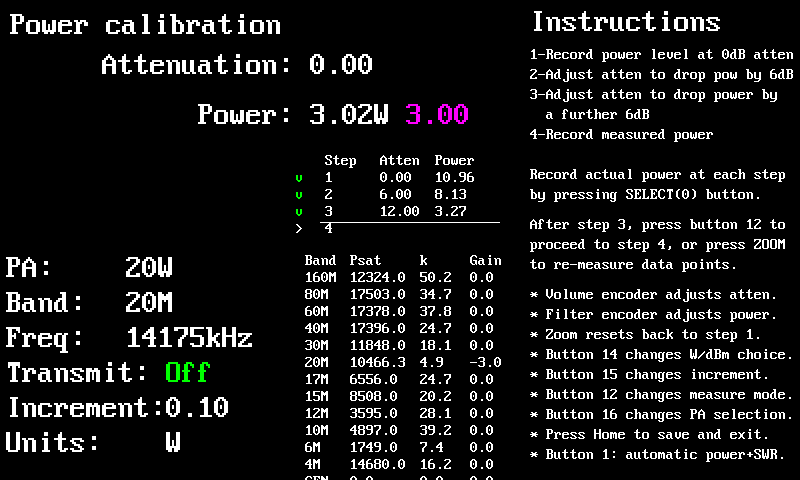 Power calibration
Attenuation: 0.00
Power: 3.02W 3.00
Step Atten Power
v 1 0.00 10.96
v 2 6.00 8.13
v 3 12.00 3.27
> 4
PA: 20W
Band: 20M
Freq: 14175kHz
Transmit: Off
Increment:0.10
Units: W
Band Psat k Gain
160M 12324.0 50.2 0.0
80M 17503.0 34.7 0.0
60M 17378.0 37.8 0.0
40M 17396.0 24.7 0.0
30M 11848.0 18.1 0.0
20M 10466.3 4.9 -3.0
17M 6556.0 24.7 0.0
15M 8508.0 20.2 0.0
12M 3595.0 28.1 0.0
10M 4897.0 39.2 0.0
6M 1749.0 7.4 0.0
4M 14680.0 16.2 0.0
GEN 0.0 0.0 0.0
Instructions
1-Record power level at 0dB atten
2-Adjust atten to drop pow by 6dB
3-Adjust atten to drop power by
a further 6dB
4-Record measured power
Record actual power at each step
by pressing SELECT(0) button.
After step 3, press button 12 to
proceed to step 4, or press ZOOM
to re-measure data points.
* Volume encoder adjusts atten.
* Filter encoder adjusts power.
* Zoom resets back to step 1.
* Button 14 changes W/dBm choice.
* Button 15 changes increment.
* Button 12 changes measure mode.
* Button 16 changes PA selection.
* Press Home to save and exit.
* Button 1: automatic power+SWR.